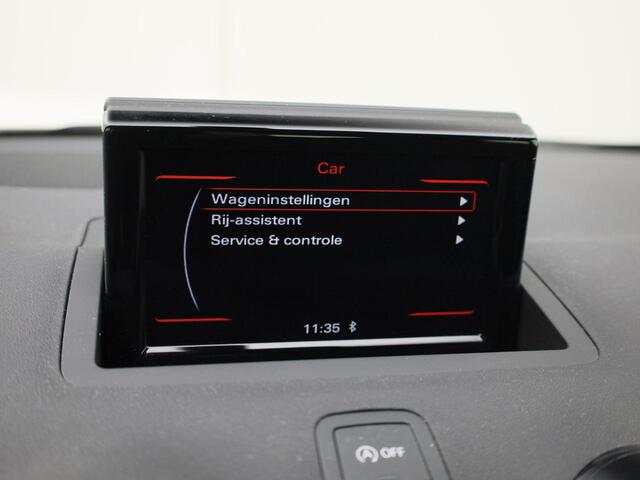 Car
Wageninstellingen
Rij-assistent
Service & controle
11:35
A OFF